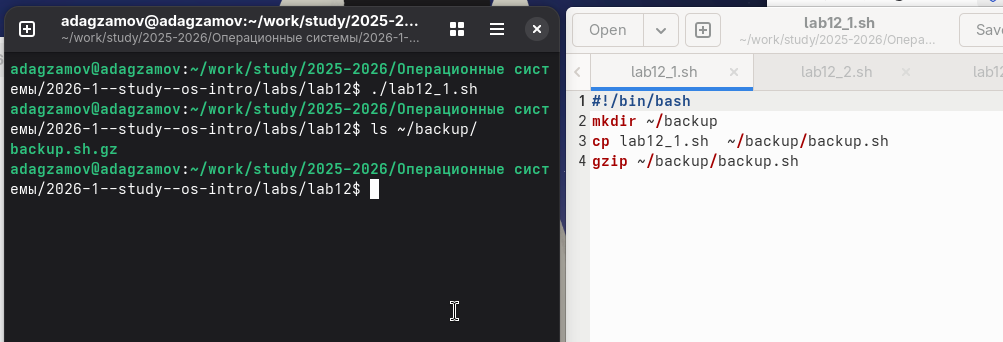 adagzamov@adagzamov:~/work/study/2025-2...
~/work/study/2025-2026/Операционные системы/2026-1-...
adagzamov@adagzamov:~/work/study/2025-2026/Операционные сист
емы/2026-1--study--os-intro/labs/lab12$ ./lab12_1.sh
adagzamov@adagzamov:~/work/study/2025-2026/Операционные сист
емы/2026-1--study--os-intro/labs/lab12$ ls ~/backup/
backup.sh.gz
adagzamov@adagzamov:~/work/study/2025-2026/Операционные сист
емы/2026-1--study--os-intro/labs/lab12$
Open
lab12_1.sh
~/work/study/2025-2026/Опера...
Save
lab12_1.sh
lab12_2.sh
lab12
1 #!/bin/bash
2 mkdir ~/backup
3 cp lab12_1.sh  ~/backup/backup.sh
4 gzip ~/backup/backup.sh